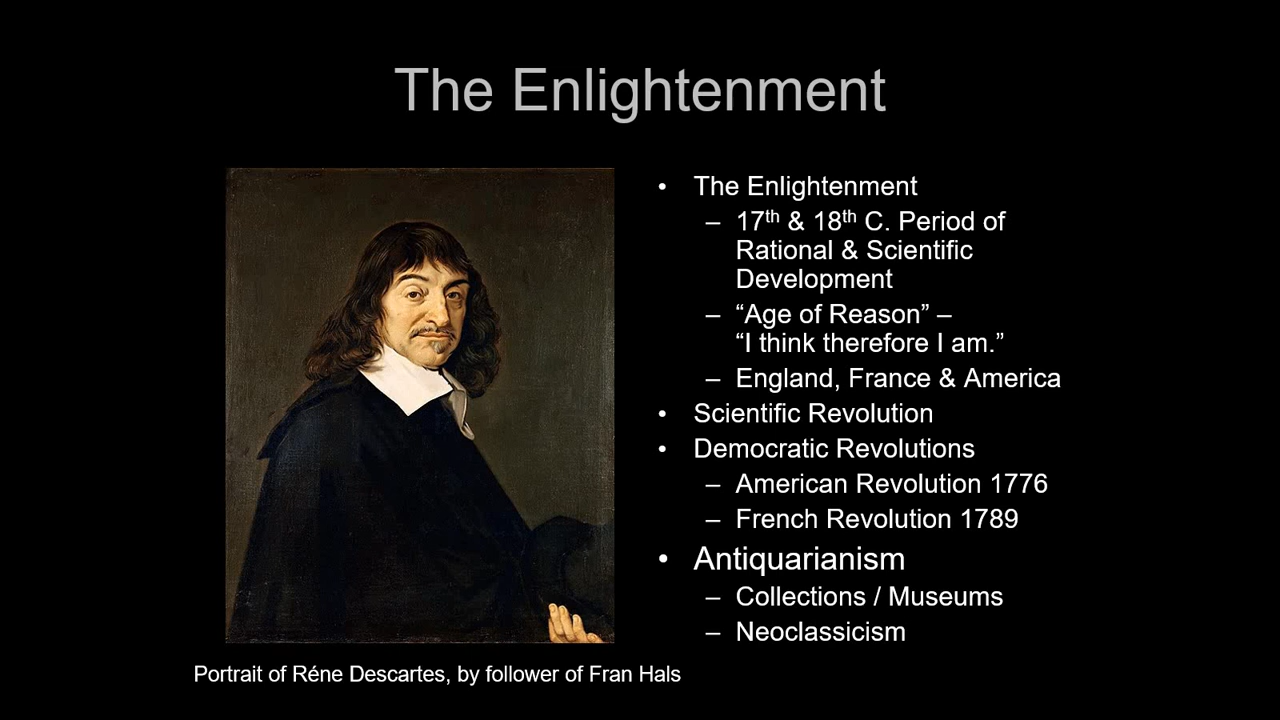 The Enlightenment
• The Enlightenment
– 17th & 18th C. Period of
Rational & Scientific
Development
– “Age of Reason” –
“I think therefore I am.”
– England, France & America
• Scientific Revolution
• Democratic Revolutions
– American Revolution 1776
– French Revolution 1789
• Antiquarianism
– Collections / Museums
– Neoclassicism
Portrait of Réne Descartes, by follower of Fran Hals